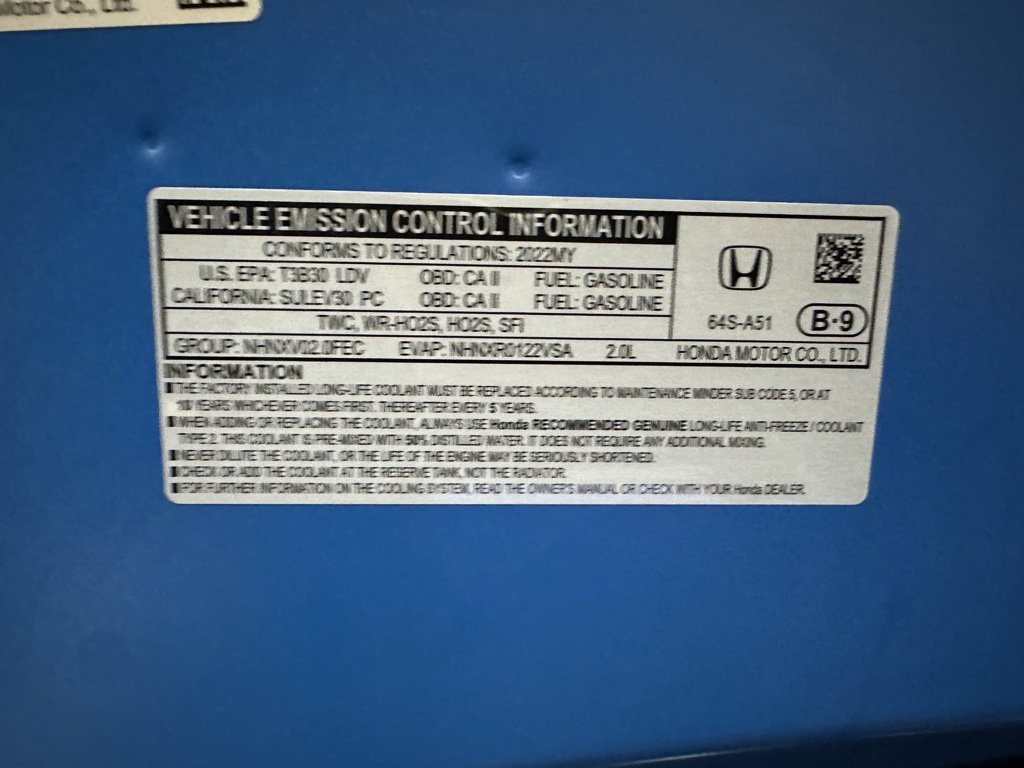 Motor Co., Ltd.
VEHICLE EMISSION CONTROL INFORMATION
CONFORMS TO REGULATIONS: 2022MY
U.S. EPA: T3B30 LDV OBD: CA II FUEL: GASOLINE
CALIFORNIA: SULEV30 PC OBD: CA II FUEL: GASOLINE
TWC, WR-HO2S, HO2S, SFI
64S-A51 B-9
GROUP: NHNXV02.0FEC EVAP: NHNXR0122VSA 2.0L HONDA MOTOR CO., LTD.
INFORMATION
THE FACTORY INSTALLED LONG-LIFE COOLANT MUST BE REPLACED ACCORDING TO MAINTENANCE MINDER SUB CODE 5, OR AT
10 YEARS WHICHEVER COMES FIRST. THEREAFTER EVERY 5 YEARS.
WHEN ADDING OR REPLACING THE COOLANT, ALWAYS USE Honda RECOMMENDED GENUINE LONG-LIFE ANTI-FREEZE / COOLANT
TYPE 2. THIS COOLANT IS PRE-MIXED WITH 50% DISTILLED WATER. IT DOES NOT REQUIRE ANY ADDITIONAL MIXING.
NEVER DILUTE THE COOLANT, OR THE LIFE OF THE ENGINE MAY BE SERIOUSLY SHORTENED.
CHECK OR ADD THE COOLANT AT THE RESERVE TANK, NOT THE RADIATOR.
FOR FURTHER INFORMATION ON THE COOLING SYSTEM, READ THE OWNER'S MANUAL OR CHECK WITH YOUR Honda DEALER.